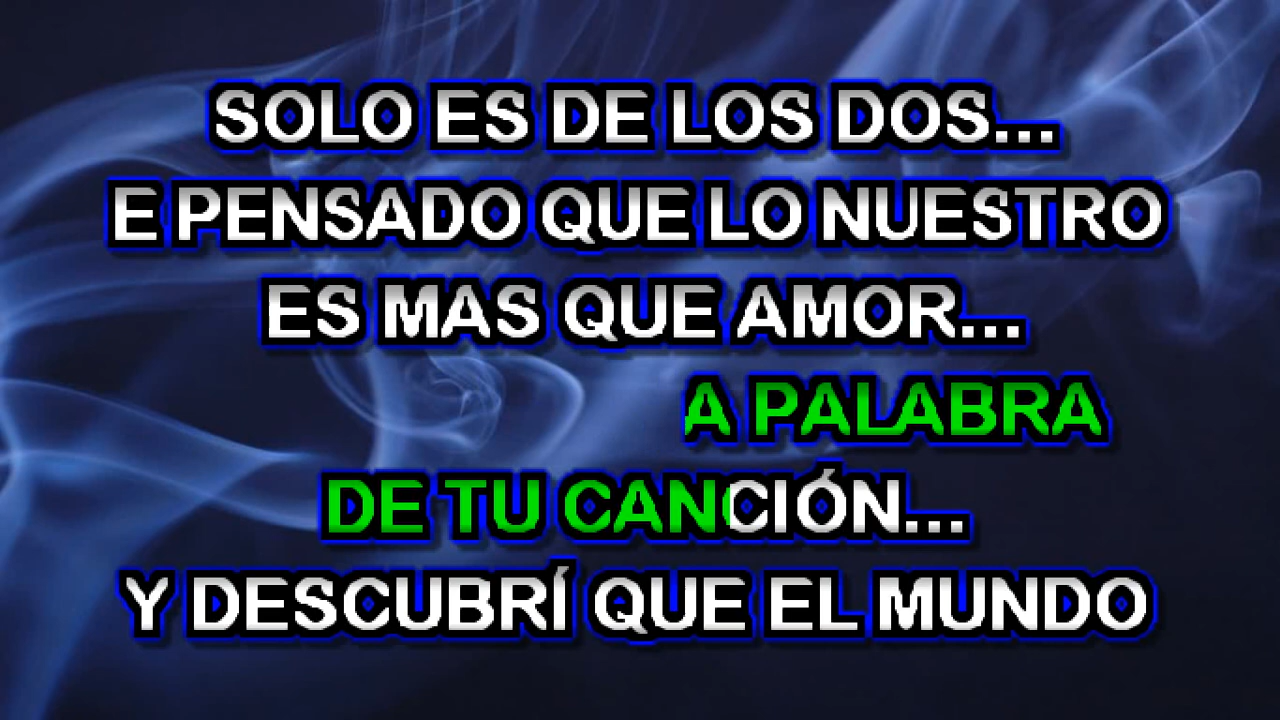 SOLO ES DE LOS DOS...
E PENSADO QUE LO NUESTRO
ES MAS QUE AMOR...
A PALABRA
DE TU CANCIÓN...
Y DESCUBRÍ QUE EL MUNDO